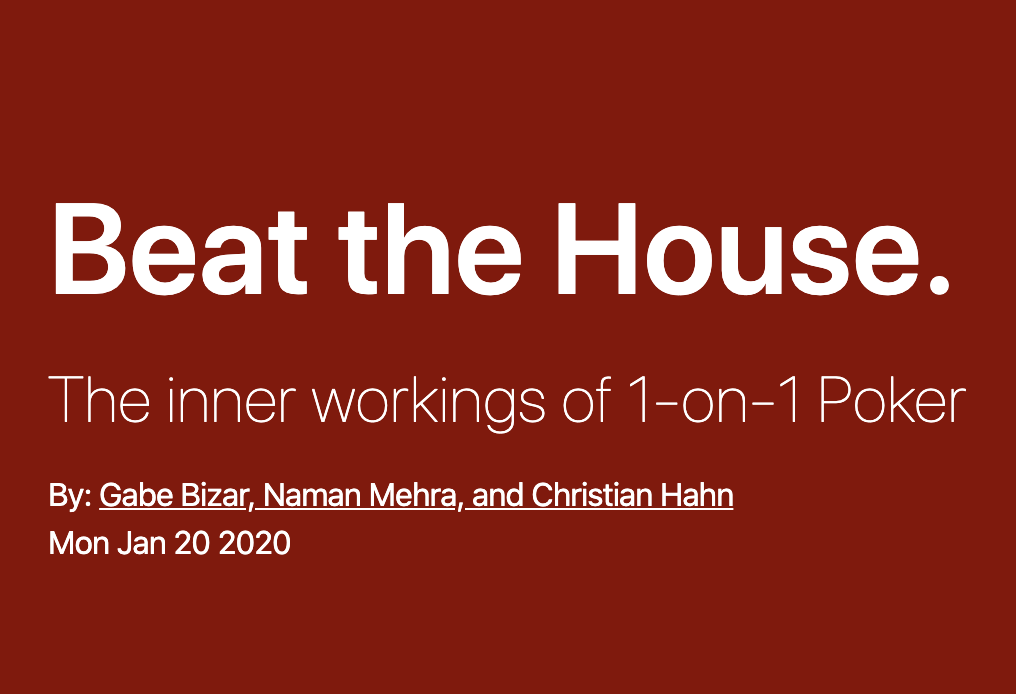 Beat the House.
The inner workings of 1-on-1 Poker
By: Gabe Bizar, Naman Mehra, and Christian Hahn
Mon Jan 20 2020